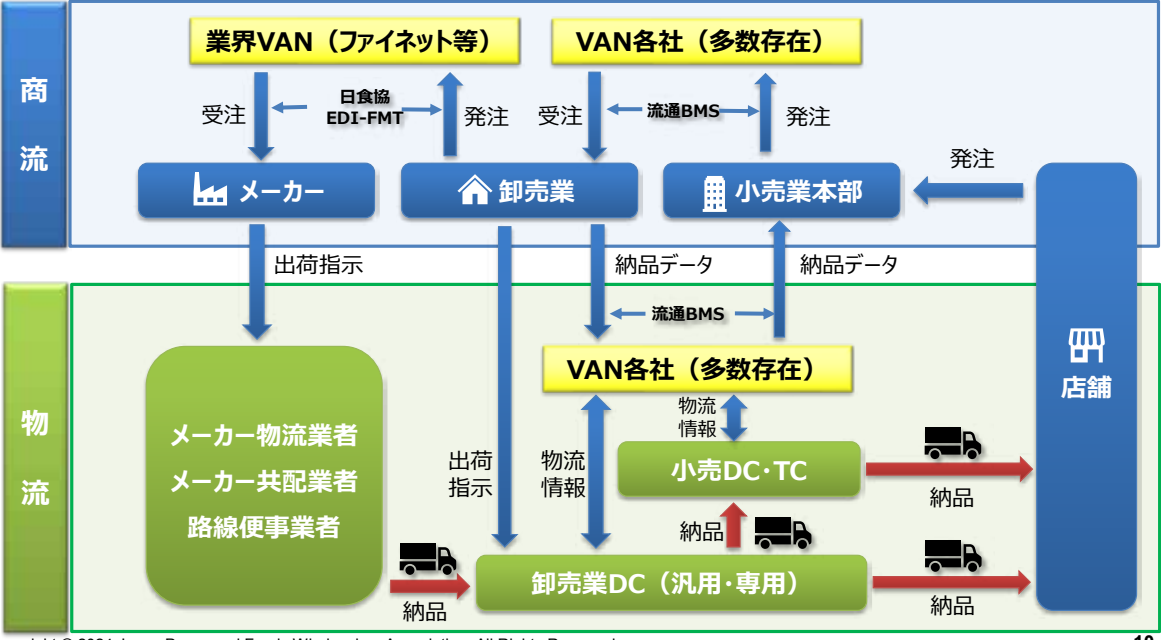 業界VAN（ファイネット等）
VAN各社（多数存在）
商
流
受注
日食協
EDI-FMT
発注
受注
流通BMS
発注
発注
メーカー
卸売業
小売業本部
出荷指示
納品データ
納品データ
流通BMS
VAN各社（多数存在）
店舗
物
流
メーカー物流業者
メーカー共配業者
路線便事業者
出荷
指示
物流
情報
物流
情報
小売DC・TC
納品
納品
卸売業DC（汎用・専用）
納品
納品